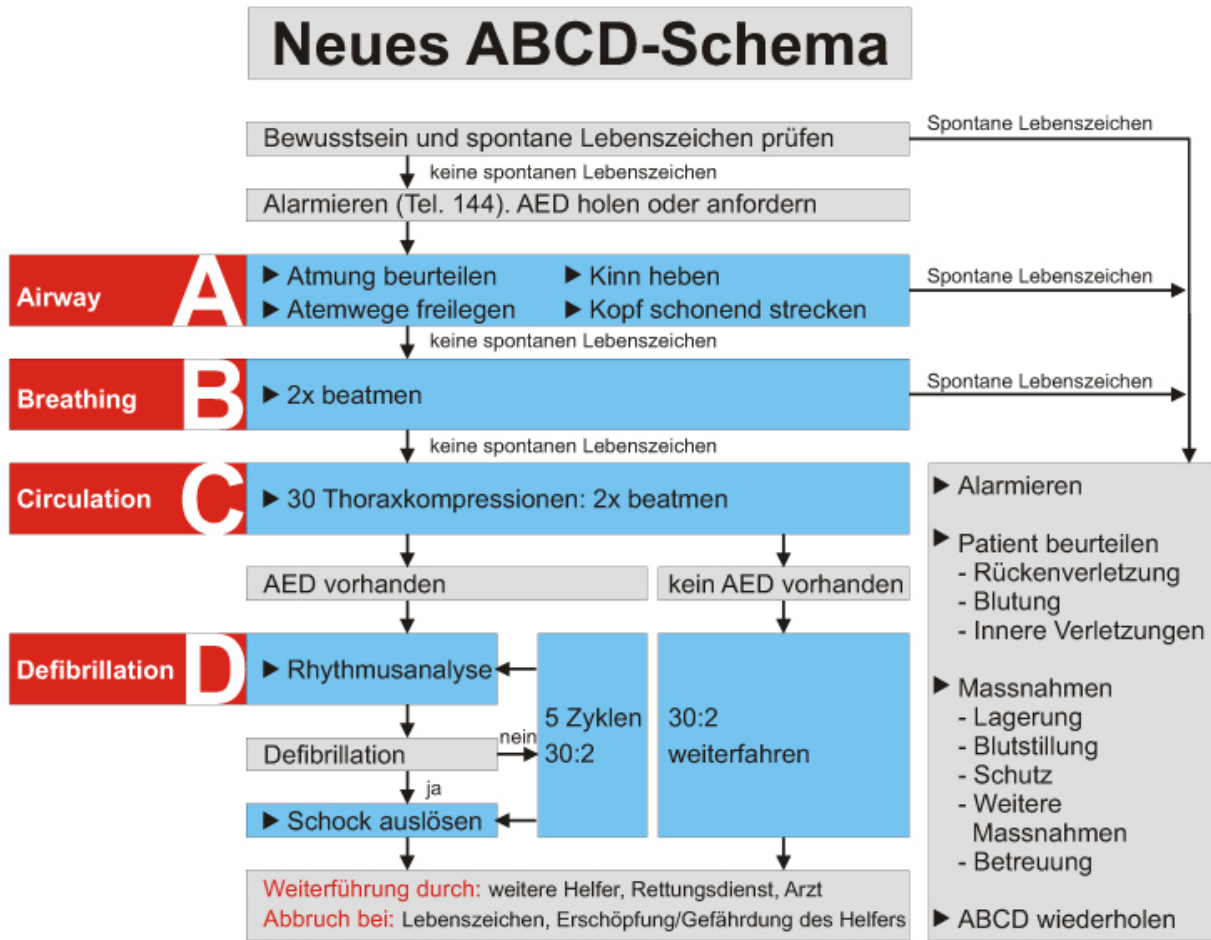 Neues ABCD-Schema
Bewusstsein und spontane Lebenszeichen prüfen
Spontane Lebenszeichen
keine spontanen Lebenszeichen
Alarmieren (Tel. 144). AED holen oder anfordern
Airway
A
▶ Atmung beurteilen
▶ Kinn heben
▶ Atemwege freilegen
▶ Kopf schonend strecken
Spontane Lebenszeichen
keine spontanen Lebenszeichen
Breathing
B
▶ 2x beatmen
Spontane Lebenszeichen
keine spontanen Lebenszeichen
Circulation
C
▶ 30 Thoraxkompressionen: 2x beatmen
AED vorhanden
kein AED vorhanden
Defibrillation
D
▶ Rhythmusanalyse
Defibrillation
nein
ja
▶ Schock auslösen
5 Zyklen
30:2
30:2
weiterfahren
Weiterführung durch: weitere Helfer, Rettungsdienst, Arzt
Abbruch bei: Lebenszeichen, Erschöpfung/Gefährdung des Helfers
▶ Alarmieren
▶ Patient beurteilen
- Rückenverletzung
- Blutung
- Innere Verletzungen
▶ Massnahmen
- Lagerung
- Blutstillung
- Schutz
- Weitere
Massnahmen
- Betreuung
▶ ABCD wiederholen